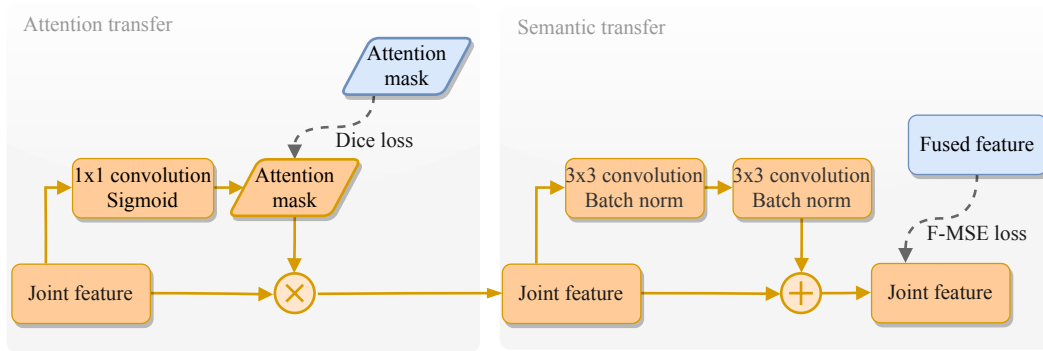 Attention transfer
Attention
mask
Dice loss
1x1 convolution
Sigmoid
Attention
mask
Joint feature
Semantic transfer
Fused feature
3x3 convolution
Batch norm
3x3 convolution
Batch norm
F-MSE loss
Joint feature
Joint feature